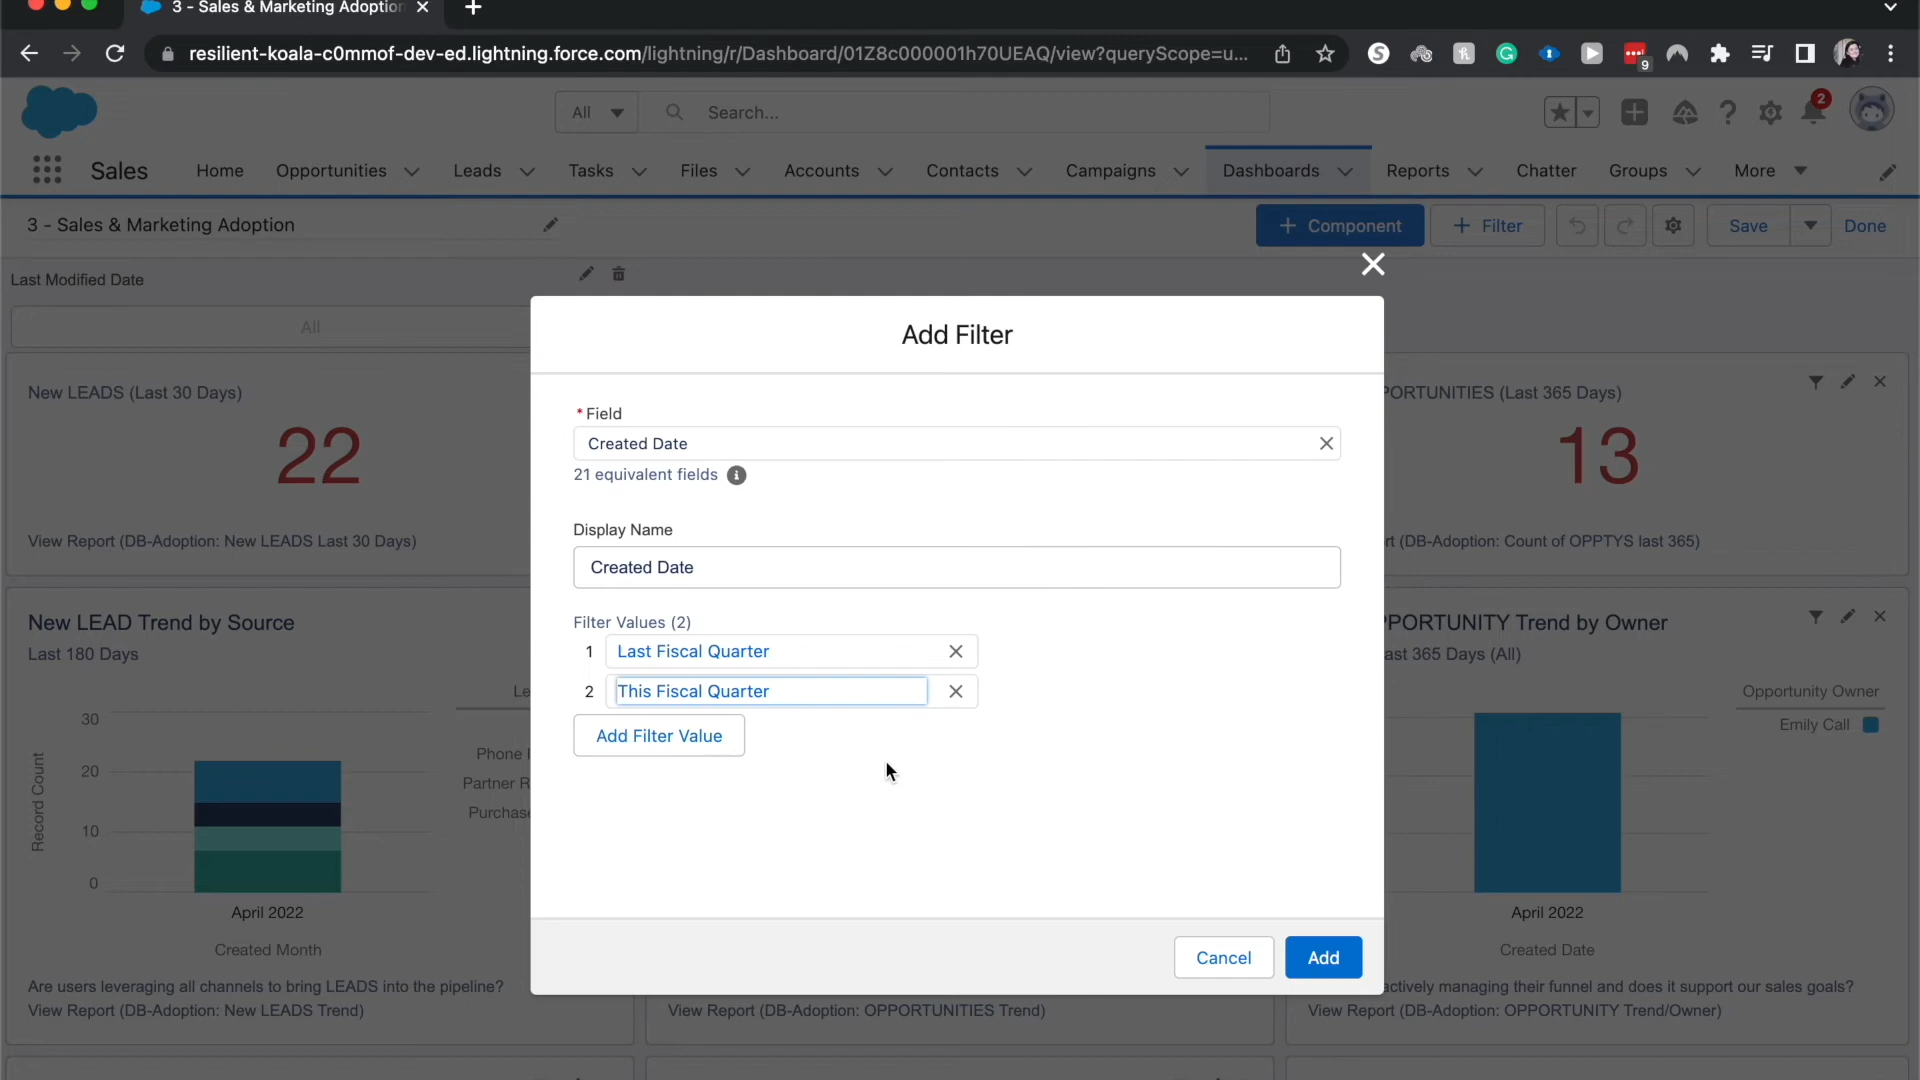 3 - Sales & Marketing Adoption
resilient-koala-c0mmof-dev-ed.lightning.force.com/lightning/r/Dashboard/01Z8c000001h70UEAQ/view?queryScope=u...
9
All
Search...
2
Sales
Home
Opportunities
Leads
Tasks
Files
Accounts
Contacts
Campaigns
Dashboards
Reports
Chatter
Groups
More
3 - Sales & Marketing Adoption
+ Component
+ Filter
Save
Done
Last Modified Date
All
Add Filter
* Field
Created Date
21 equivalent fields
Display Name
Created Date
Filter Values (2)
1 Last Fiscal Quarter
2 This Fiscal Quarter
Add Filter Value
Cancel
Add
New LEADS (Last 30 Days)
22
View Report (DB-Adoption: New LEADS Last 30 Days)
PORTUNITIES (Last 365 Days)
13
rt (DB-Adoption: Count of OPPTYS last 365)
New LEAD Trend by Source
Last 180 Days
Le
30
20
10
0
Record Count
Phone I
Partner R
Purchase
April 2022
Created Month
Are users leveraging all channels to bring LEADS into the pipeline?
View Report (DB-Adoption: New LEADS Trend)
View Report (DB-Adoption: OPPORTUNITIES Trend)
PPORTUNITY Trend by Owner
ast 365 Days (All)
Opportunity Owner
Emily Call
April 2022
Created Date
actively managing their funnel and does it support our sales goals?
View Report (DB-Adoption: OPPORTUNITY Trend/Owner)